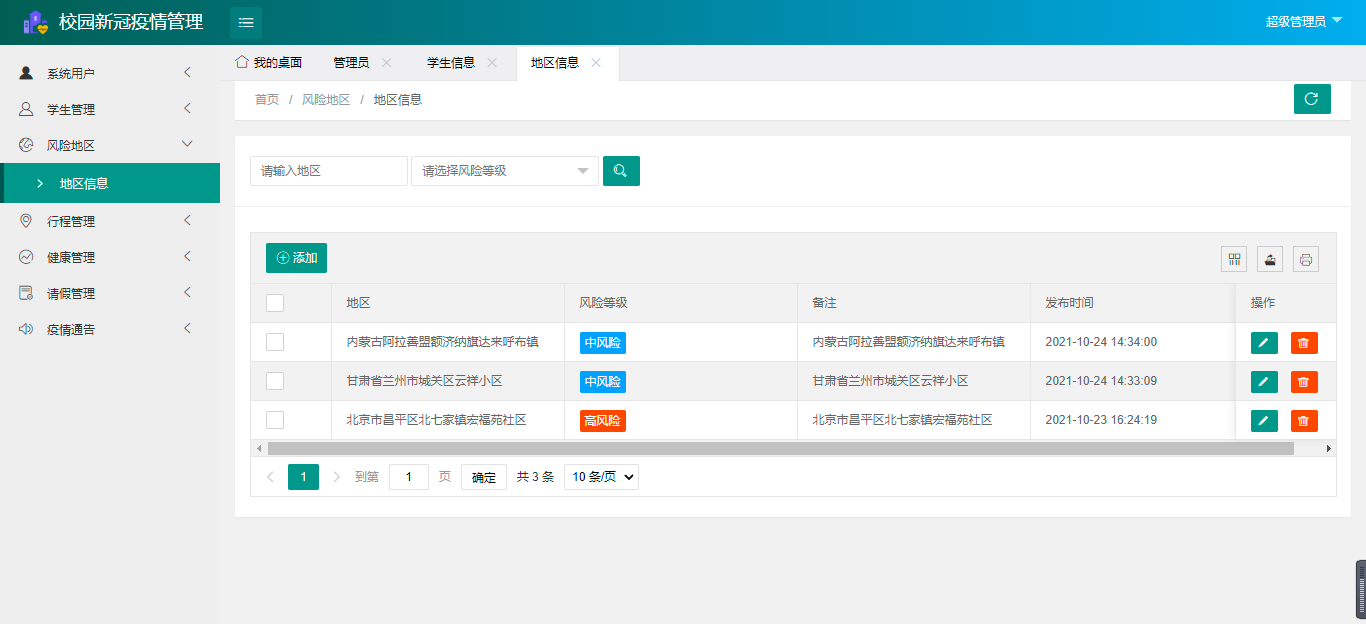 校园新冠疫情管理
超级管理员
系统用户
学生管理
风险地区
地区信息
行程管理
健康管理
请假管理
疫情通告
我的桌面 管理员 学生信息 地区信息
首页 / 风险地区 / 地区信息
请输入地区 请选择风险等级
添加
地区 风险等级 备注 发布时间 操作
内蒙古阿拉善盟额济纳旗达来呼布镇 中风险 内蒙古阿拉善盟额济纳旗达来呼布镇 2021-10-24 14:34:00
甘肃省兰州市城关区云祥小区 中风险 甘肃省兰州市城关区云祥小区 2021-10-24 14:33:09
北京市昌平区北七家镇宏福苑社区 高风险 北京市昌平区北七家镇宏福苑社区 2021-10-23 16:24:19
1 到第 1 页 确定 共 3 条 10 条/页